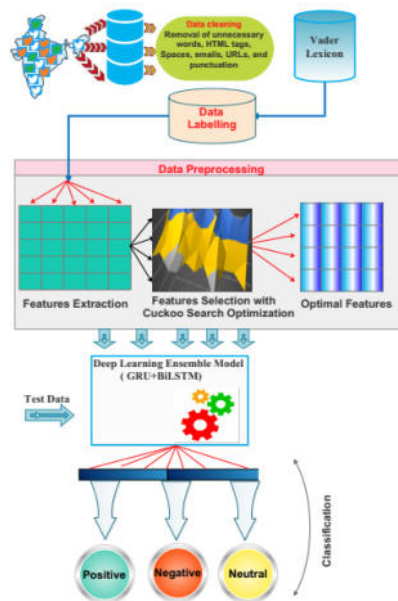 Data cleaning
Removal of unnecessary
words, HTML tags,
Spaces, emails, URLs, and
punctuation
Vader
Lexicon
Data
Labelling
Data Preprocessing
Features Extraction
Features Selection with
Cuckoo Search Optimization
Optimal Features
Deep Learning Ensemble Model
( GRU+BiLSTM)
Test Data
Classification
Positive
Negative
Neutral